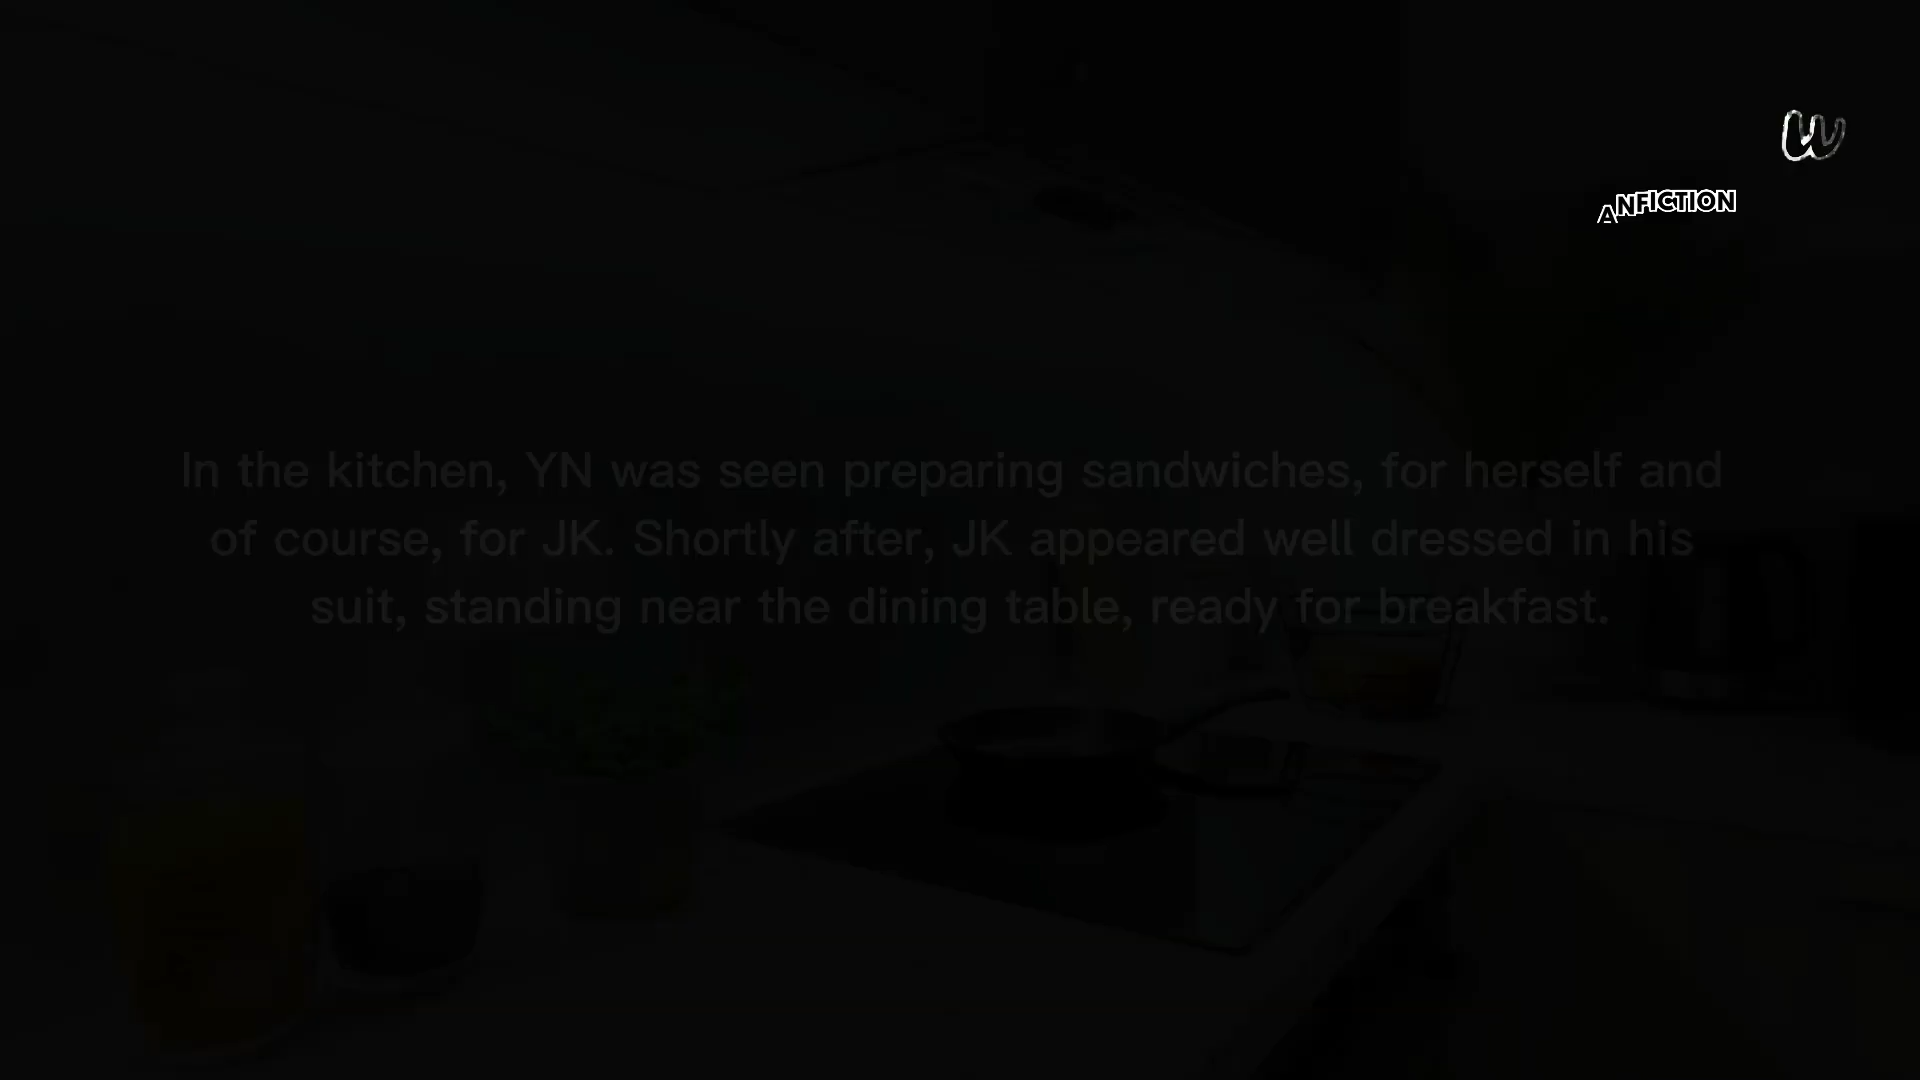 W
ANFICTION
In the kitchen, YN was seen preparing sandwiches, for herself and
of course, for JK. Shortly after, JK appeared well dressed in his
suit, standing near the dining table, ready for breakfast.